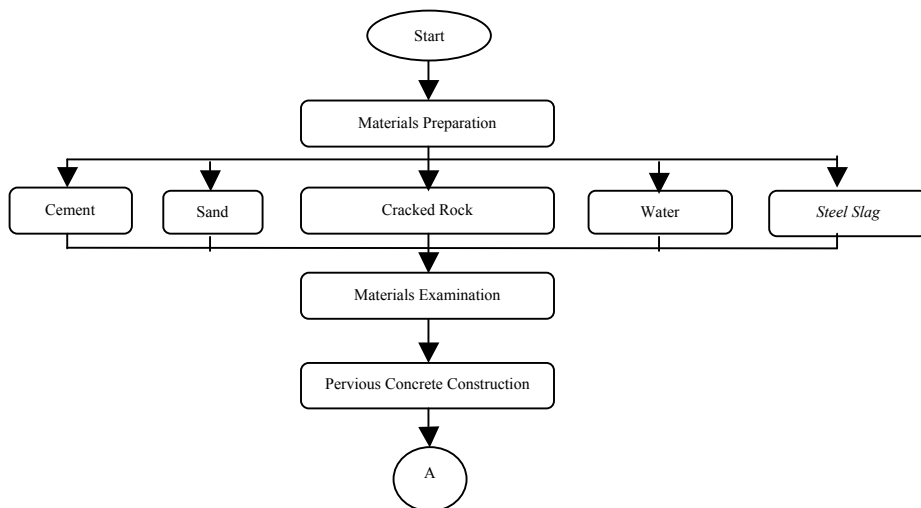 Start
Materials Preparation
Cement
Sand
Cracked Rock
Water
Steel Slag
Materials Examination
Pervious Concrete Construction
A